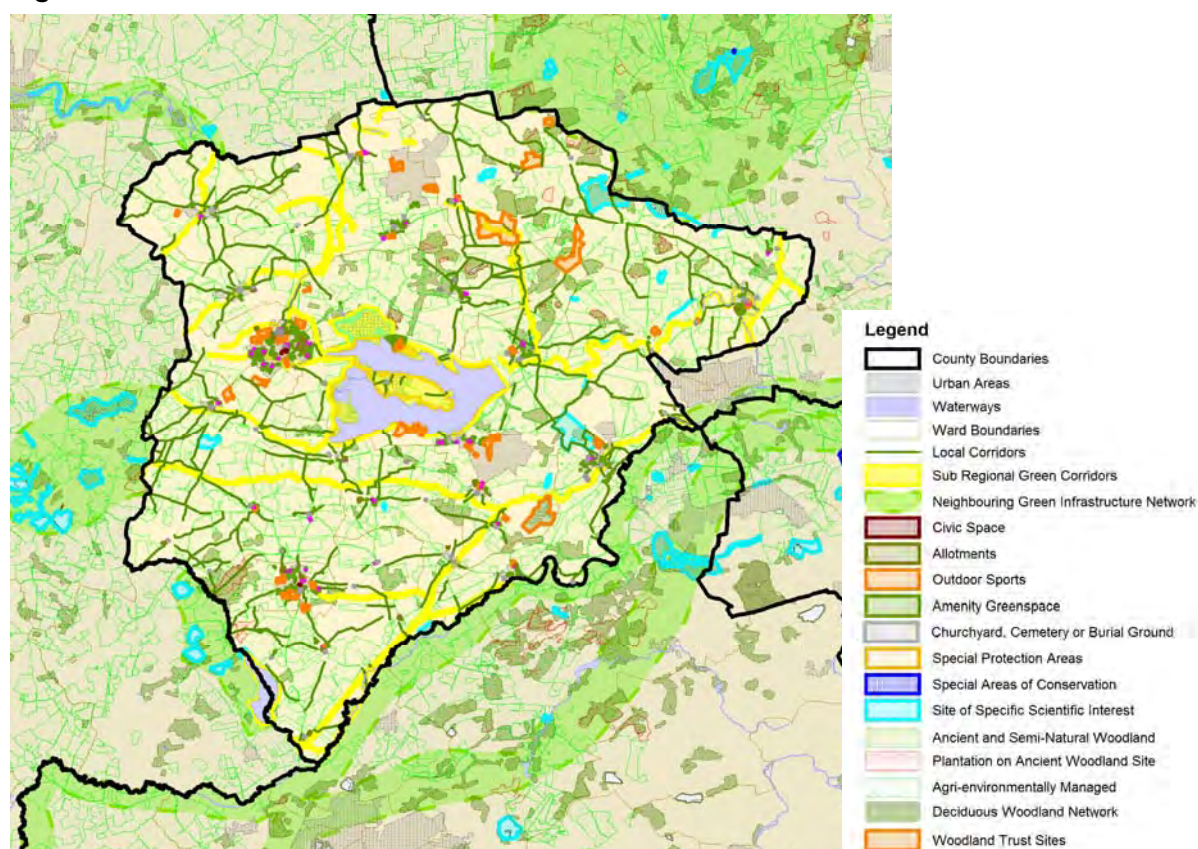 Legend
County Boundaries
Urban Areas
Waterways
Ward Boundaries
Local Corridors
Sub Regional Green Corridors
Neighbouring Green Infrastructure Network
Civic Space
Allotments
Outdoor Sports
Amenity Greenspace
Churchyard, Cemetery or Burial Ground
Special Protection Areas
Special Areas of Conservation
Site of Specific Scientific Interest
Ancient and Semi-Natural Woodland
Plantation on Ancient Woodland Site
Agri-environmentally Managed
Deciduous Woodland Network
Woodland Trust Sites